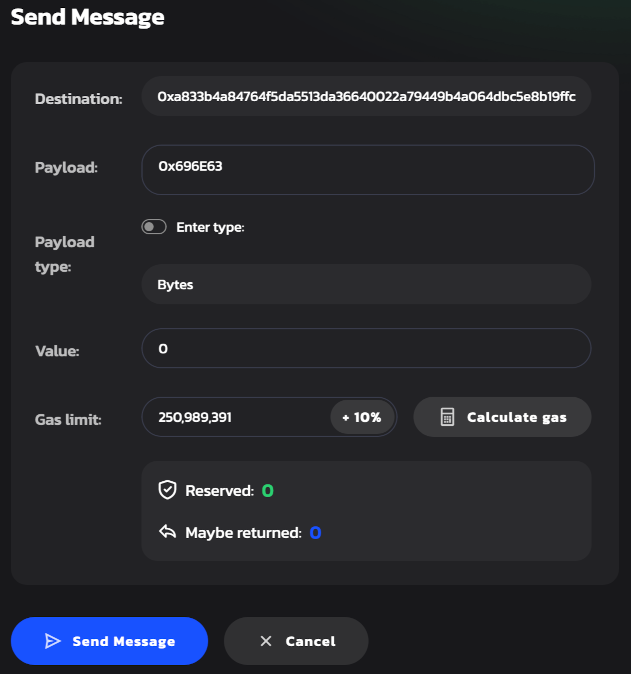 Send Message
Destination: 0xa833b4a84764f5da5513da36640022a79449b4a064dbc5e8b19ffc
Payload: 0x696E63
Payload type:
Enter type:
Bytes
Value: 0
Gas limit: 250,989,391 + 10% Calculate gas
Reserved: 0
Maybe returned: 0
Send Message Cancel